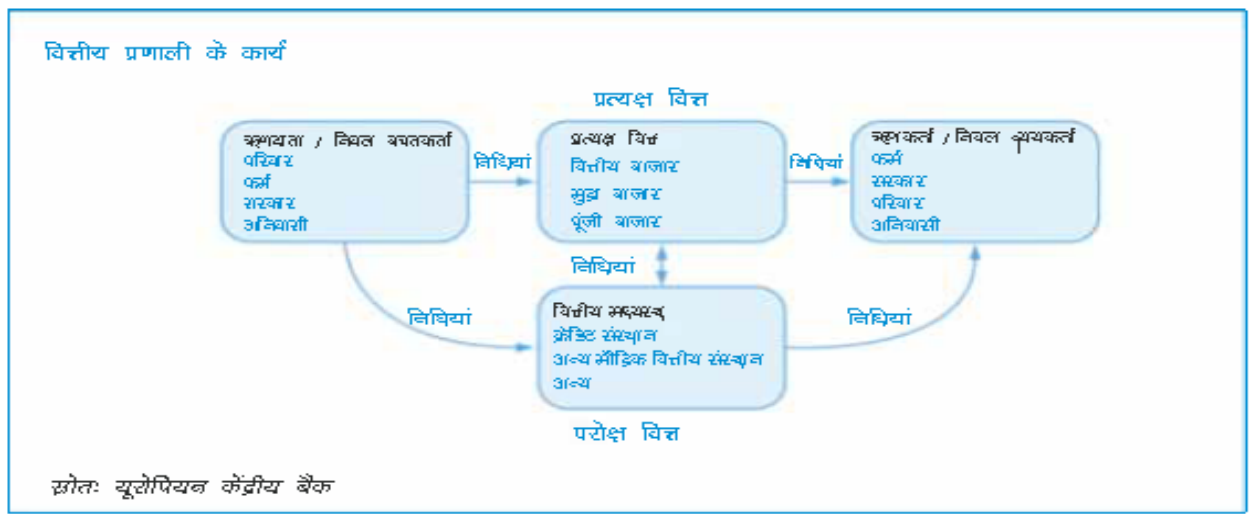 वित्तीय प्रणाली के कार्य
प्रत्यक्ष वित्त
ऋणदाता / निवल बचतकर्ता
परिवार
फर्म
सरकार
अनिवासी
निधियां
प्रत्यक्ष वित्त
वित्तीय बाजार
मुद्रा बाजार
पूंजी बाजार
निधियां
ऋणकर्ता / निवल व्ययकर्ता
फर्म
सरकार
परिवार
अनिवासी
निधियां
निधियां
वित्तीय मध्यस्थ
क्रेडिट संस्थान
अन्य मौद्रिक वित्तीय संस्थान
अन्य
निधियां
परोक्ष वित्त
स्रोतः यूरोपियन केंद्रीय बैंक